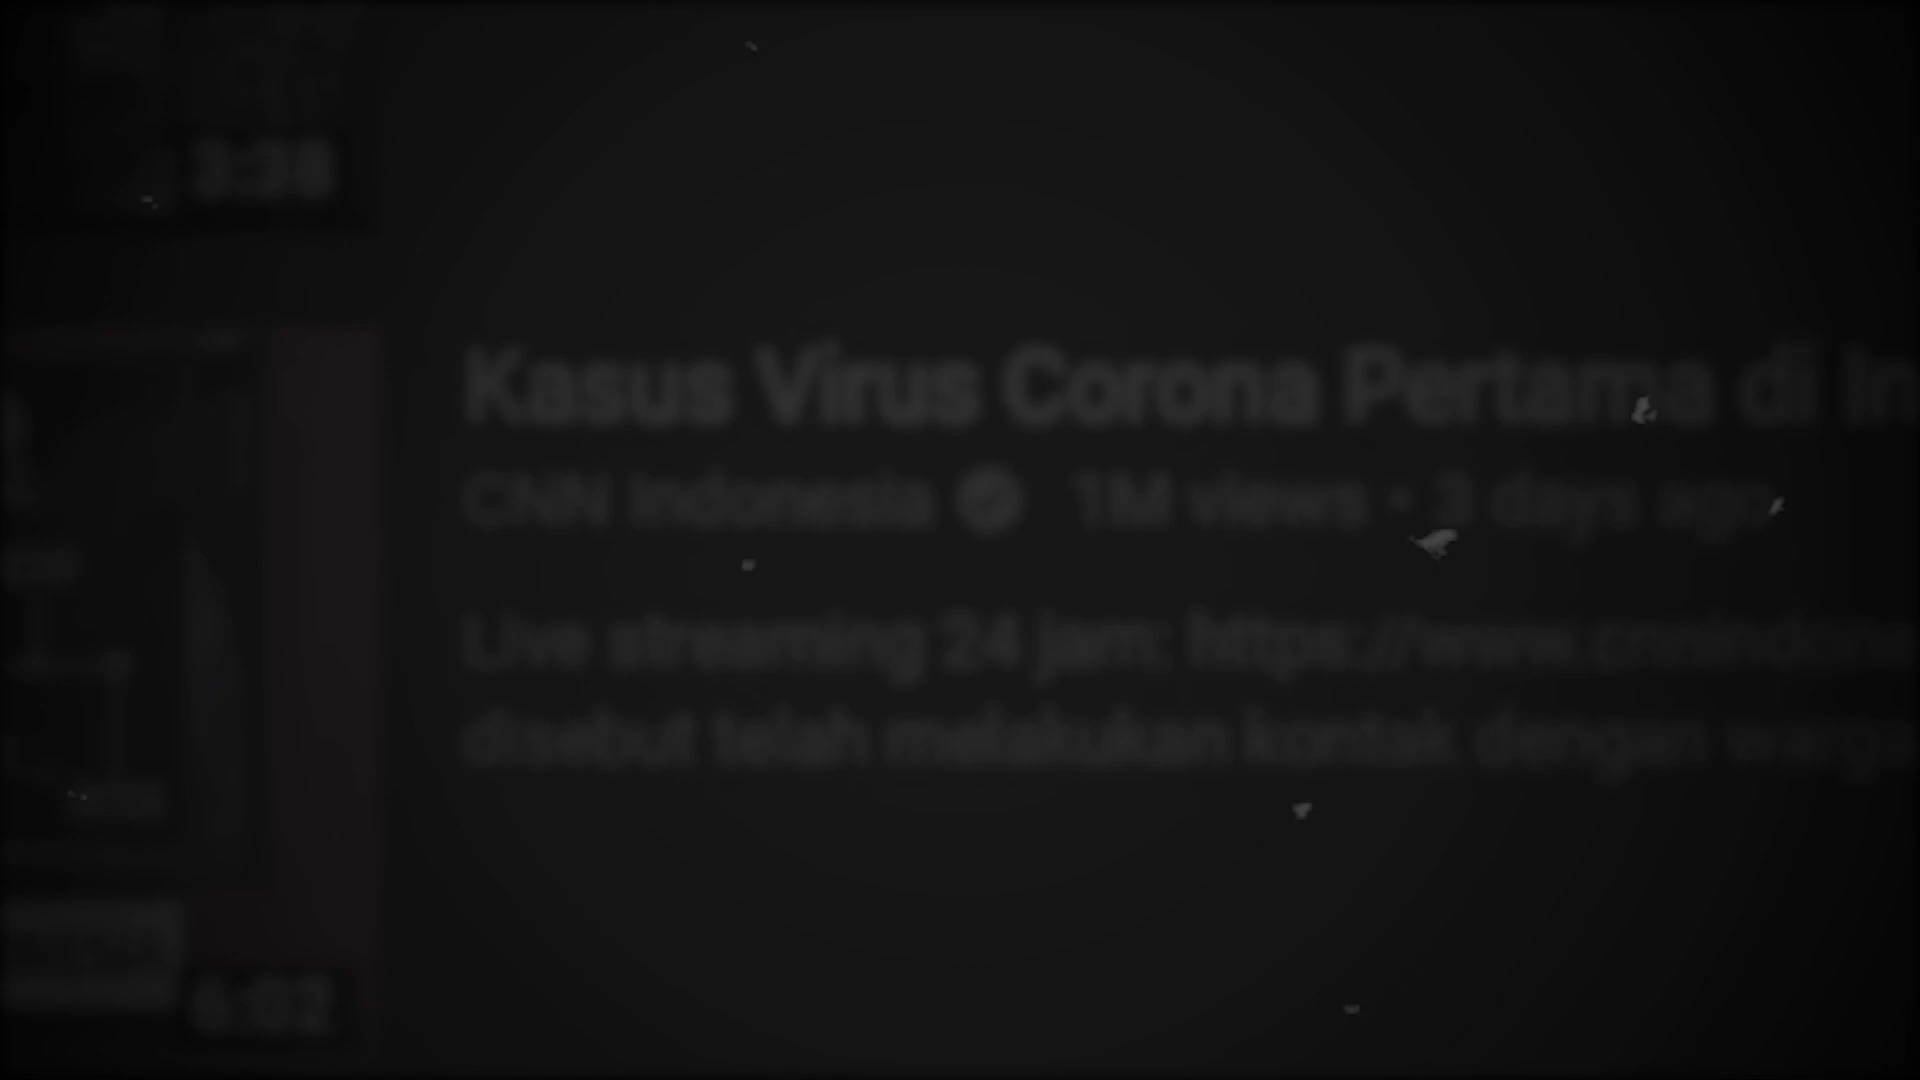 3:38
Kasus Virus Corona Pertama di In
CNN Indonesia 1M views • 3 days ago
Live streaming 24 jam: https://www.cnnindone
disebut telah melakukan kontak dengan warga
6:02